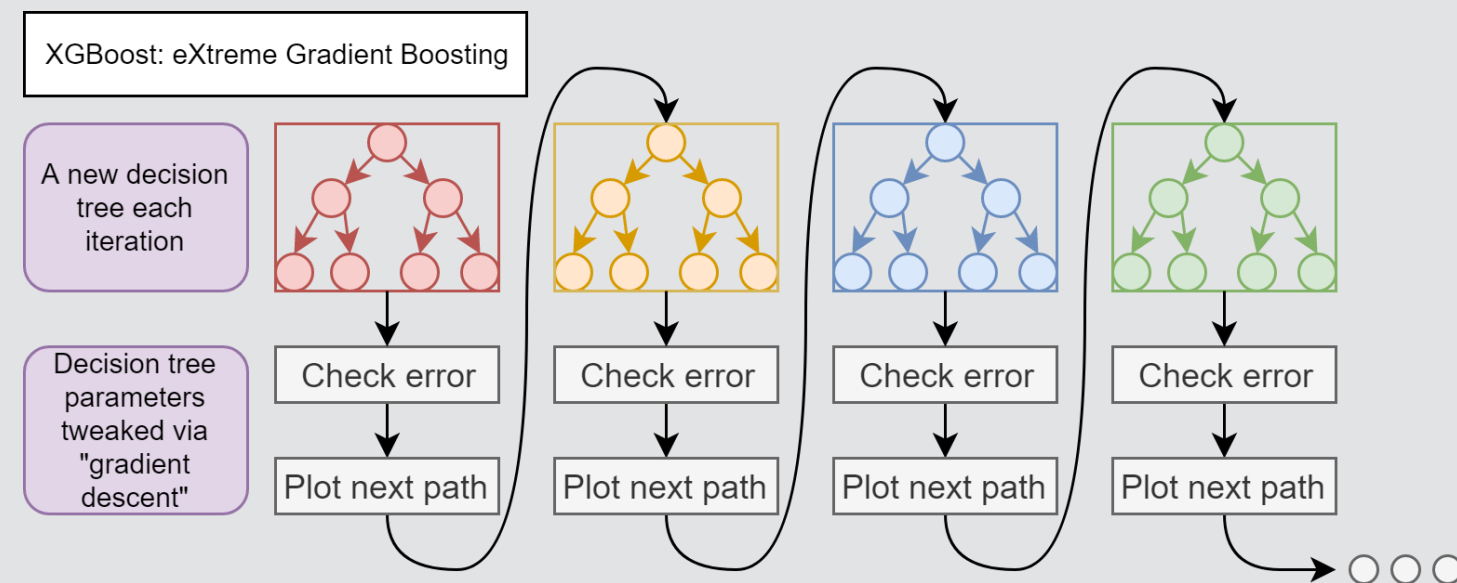 XGBoost: eXtreme Gradient Boosting
A new decision
tree each
iteration
Decision tree
parameters
tweaked via
"gradient
descent"
Check error
Check error
Check error
Check error
Plot next path
Plot next path
Plot next path
Plot next path